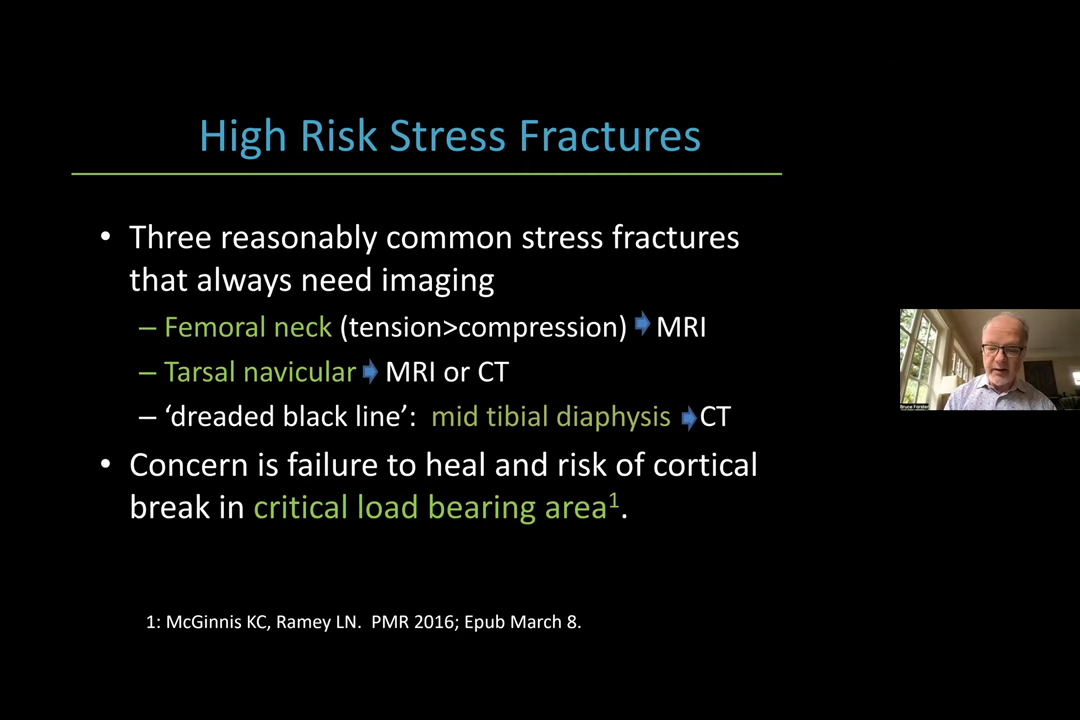 High Risk Stress Fractures
• Three reasonably common stress fractures
that always need imaging
– Femoral neck (tension>compression) MRI
– Tarsal navicular MRI or CT
– ‘dreaded black line’: mid tibial diaphysis CT
• Concern is failure to heal and risk of cortical
break in critical load bearing area¹.
1: McGinnis KC, Ramey LN. PMR 2016; Epub March 8.
Bruce Forster